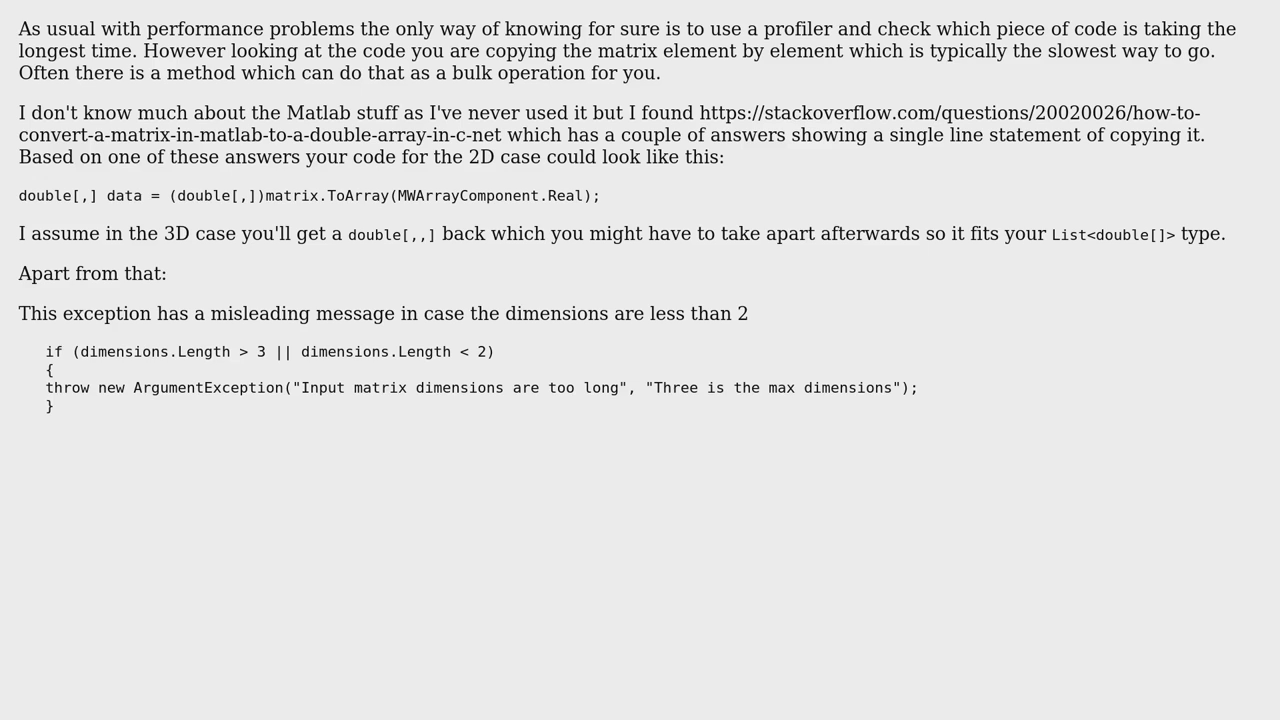 As usual with performance problems the only way of knowing for sure is to use a profiler and check which piece of code is taking the
longest time. However looking at the code you are copying the matrix element by element which is typically the slowest way to go.
Often there is a method which can do that as a bulk operation for you.
I don't know much about the Matlab stuff as I've never used it but I found https://stackoverflow.com/questions/20020026/how-to-
convert-a-matrix-in-matlab-to-a-double-array-in-c-net which has a couple of answers showing a single line statement of copying it.
Based on one of these answers your code for the 2D case could look like this:
double[,] data = (double[,])matrix.ToArray(MWArrayComponent.Real);
I assume in the 3D case you'll get a double[,,] back which you might have to take apart afterwards so it fits your List<double[]> type.
Apart from that:
This exception has a misleading message in case the dimensions are less than 2
if (dimensions.Length > 3 || dimensions.Length < 2)
{
throw new ArgumentException("Input matrix dimensions are too long", "Three is the max dimensions");
}